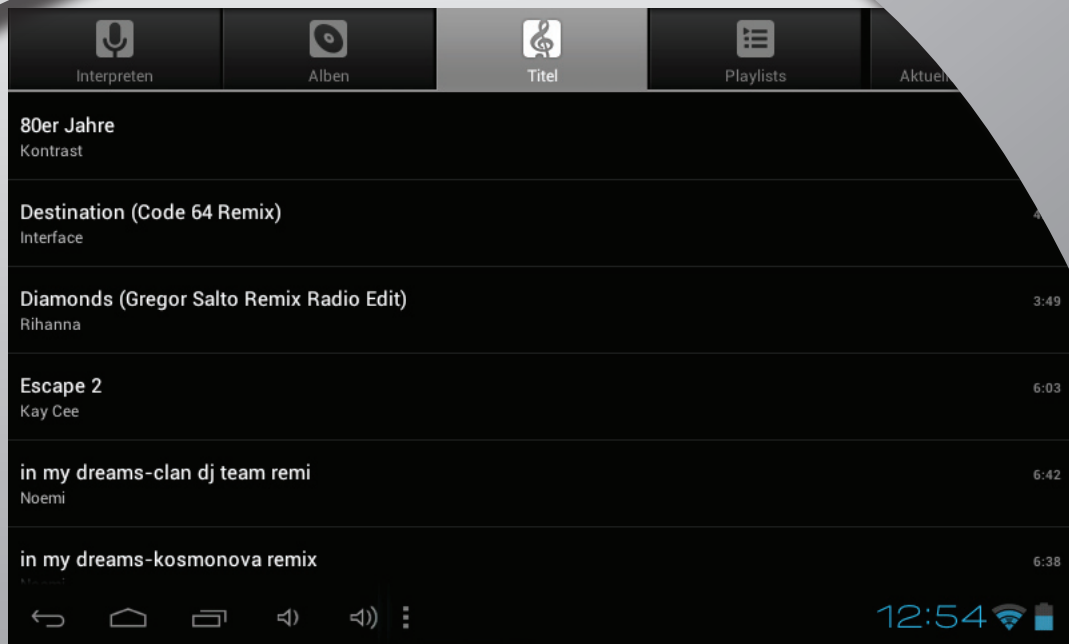 Interpreten
Alben
Titel
Playlists
80er Jahre
Kontrast
Destination (Code 64 Remix)
Interface
Diamonds (Gregor Salto Remix Radio Edit)
3:49
Rihanna
Escape 2
6:03
Kay Cee
in my dreams-clan dj team remi
6:42
Noemi
in my dreams-kosmonova remix
6:38
Noemi
12:54